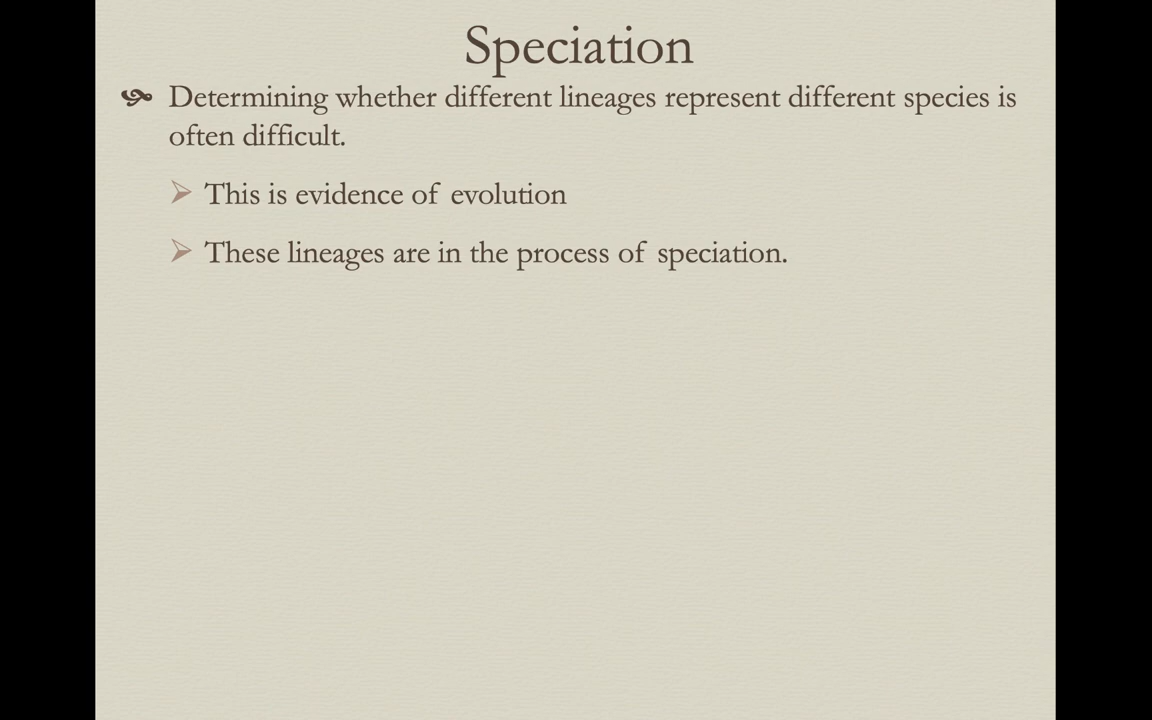 Speciation
Determining whether different lineages represent different species is
often difficult.
This is evidence of evolution
These lineages are in the process of speciation.